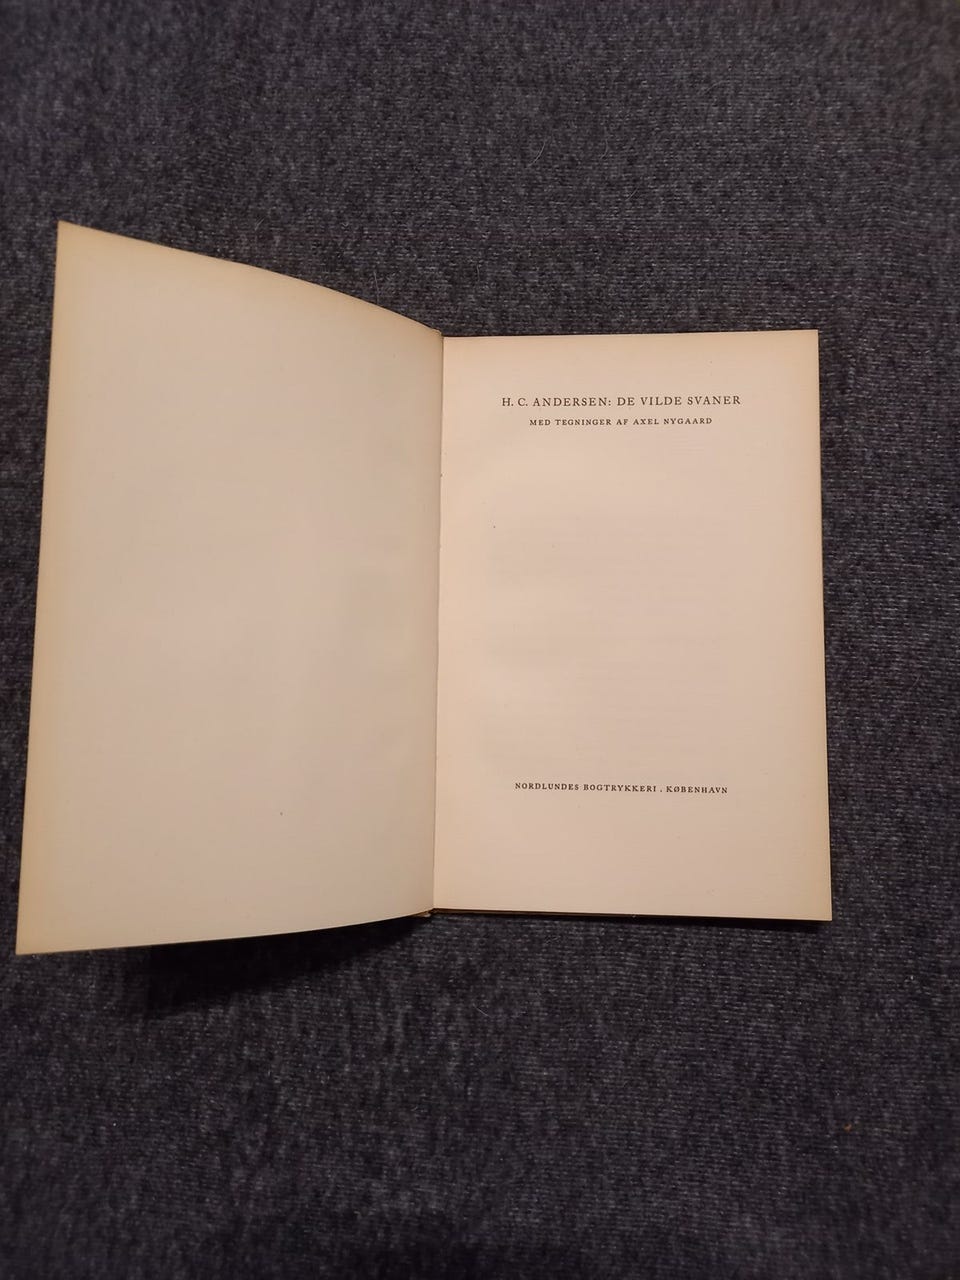 H. C. ANDERSEN: DE VILDE SVANER
MED TEGNINGER AF AXEL NYGAARD
NORDLUNDES BOGTRYKKERI . KØBENHAVN